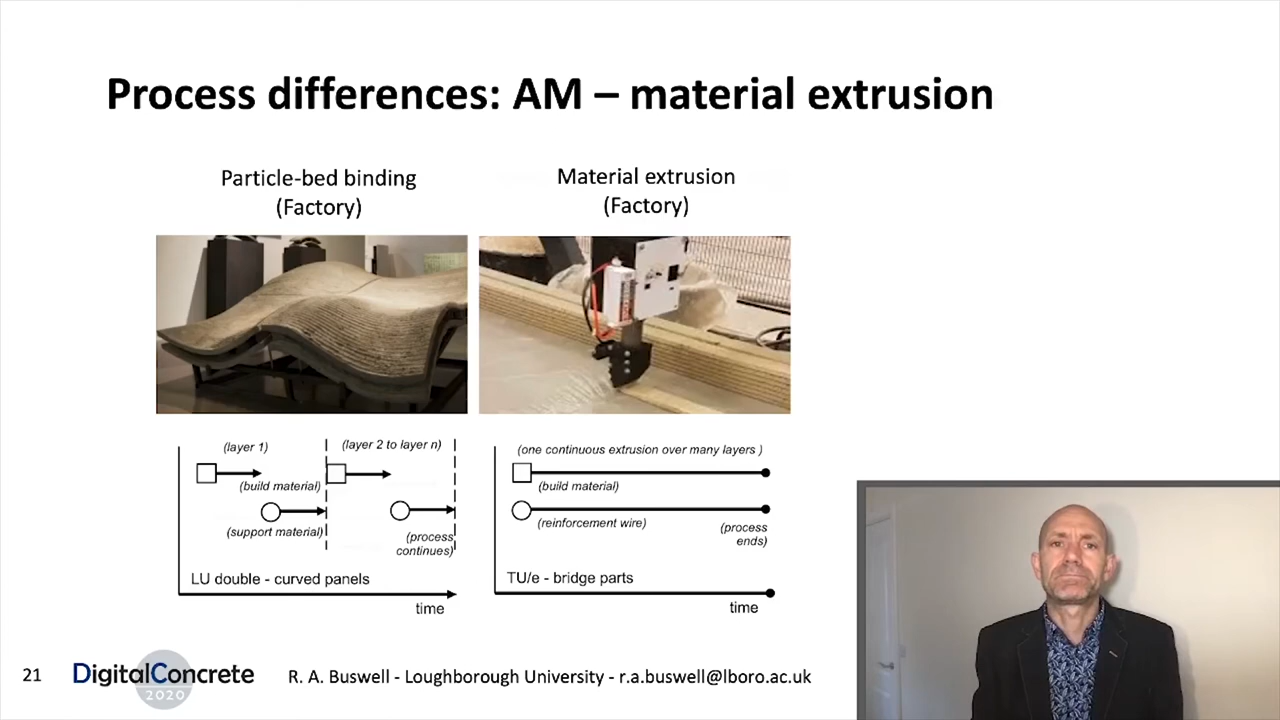 Process differences: AM – material extrusion
Particle-bed binding
(Factory)
Material extrusion
(Factory)
(layer 1)
(layer 2 to layer n)
(build material)
(support material)
(process
continues)
LU double - curved panels
time
(one continuous extrusion over many layers )
(build material)
(reinforcement wire)
(process
ends)
TU/e - bridge parts
time
21
DigitalConcrete
2020
R. A. Buswell - Loughborough University - r.a.buswell@lboro.ac.uk